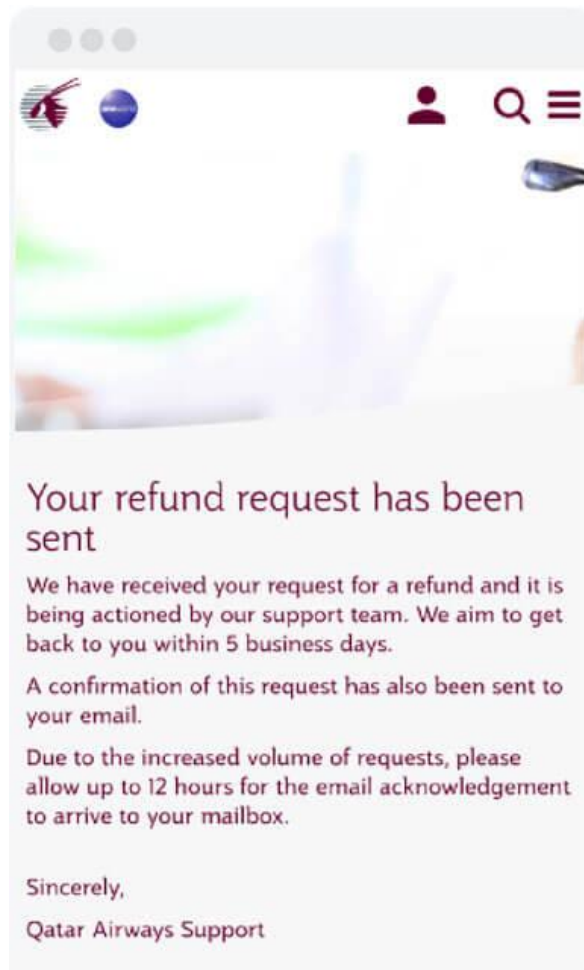 Your refund request has been
sent
We have received your request for a refund and it is
being actioned by our support team. We aim to get
back to you within 5 business days.
A confirmation of this request has also been sent to
your email.
Due to the increased volume of requests, please
allow up to 12 hours for the email acknowledgement
to arrive to your mailbox.
Sincerely,
Qatar Airways Support